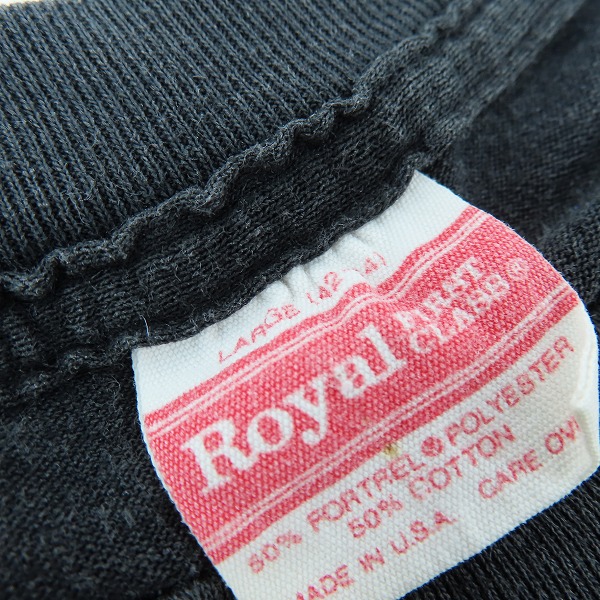 LARGE (42-44)
Royal FIRST CLASS ®
50% FORTREL® POLYESTER
50% COTTON
MADE IN U.S.A. CARE OV